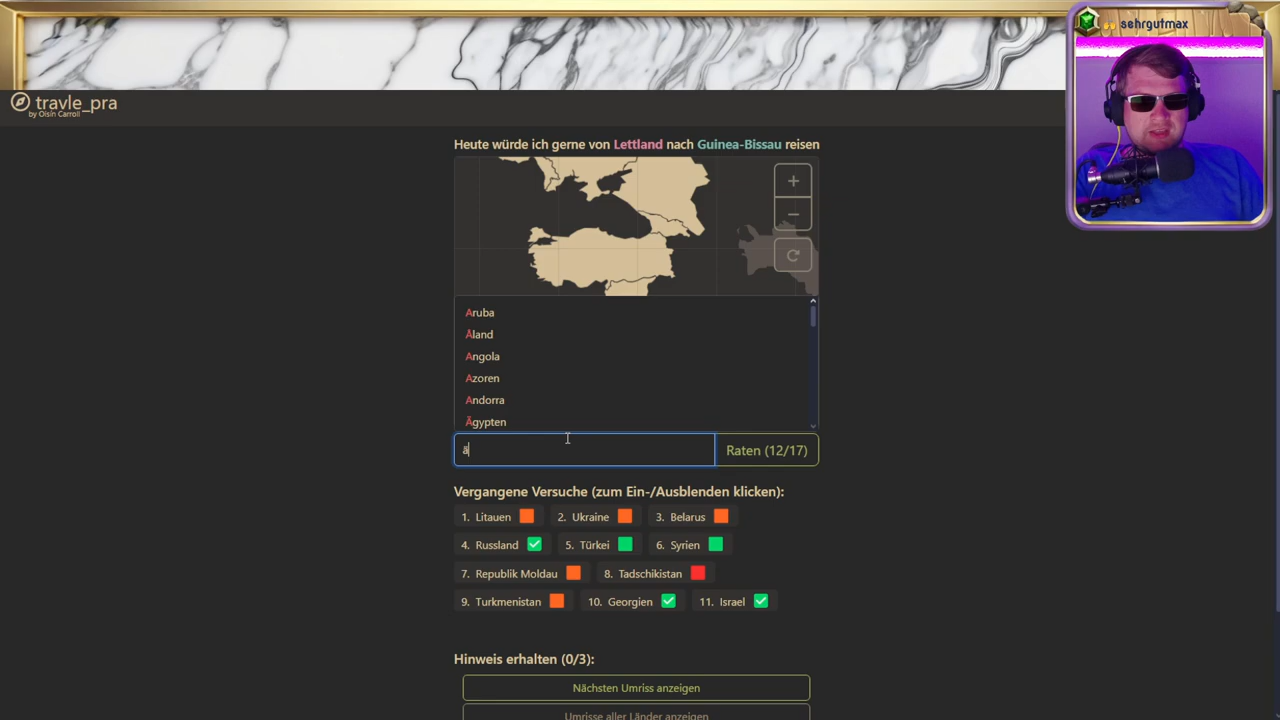 sehrgutmax
travle_pra
by Oisín Carroll
Heute würde ich gerne von Lettland nach Guinea-Bissau reisen
+
−
Aruba
Åland
Angola
Azoren
Andorra
Ägypten
ä
Raten (12/17)
Vergangene Versuche (zum Ein-/Ausblenden klicken):
1. Litauen 2. Ukraine 3. Belarus
4. Russland 5. Türkei 6. Syrien
7. Republik Moldau 8. Tadschikistan
9. Turkmenistan 10. Georgien 11. Israel
Hinweis erhalten (0/3):
Nächsten Umriss anzeigen
Umrisse aller Länder anzeigen